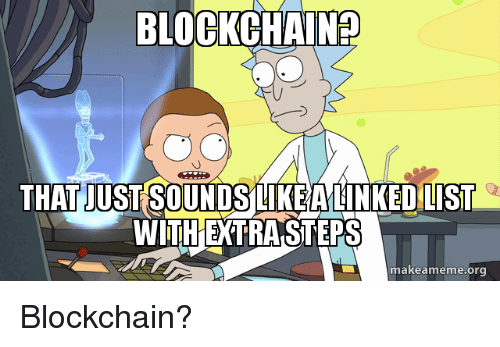 BLOCKCHAIN?
THAT JUST SOUNDS LIKE A LINKED LIST
WITH EXTRA STEPS
makeameme.org
Blockchain?